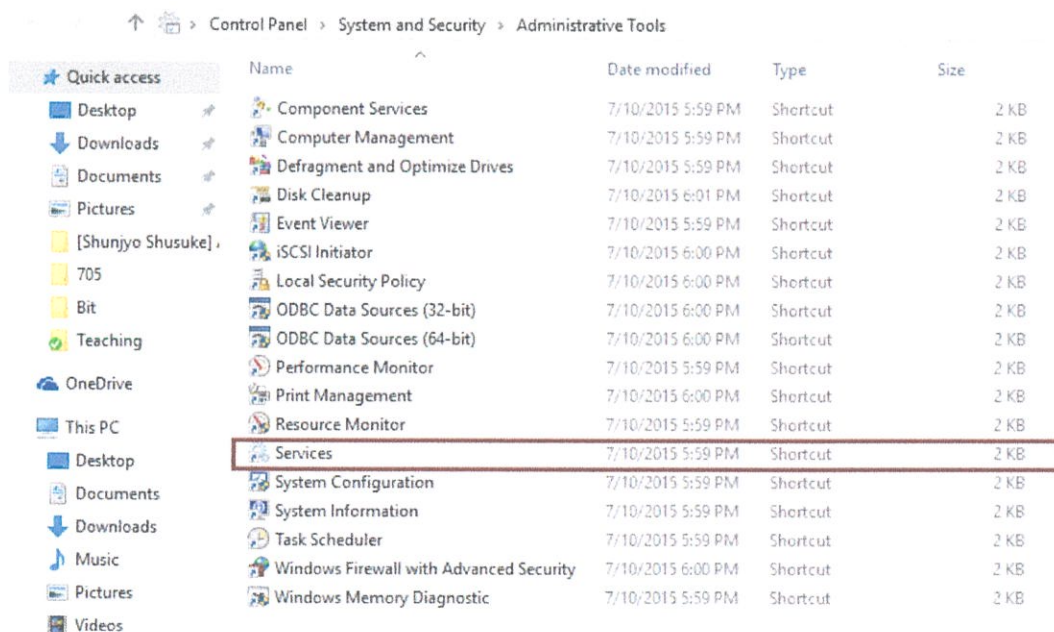 Control Panel > System and Security > Administrative Tools
Quick access
Desktop
Downloads
Documents
Pictures
[Shunjyo Shusuke]
705
Bit
Teaching
OneDrive
This PC
Desktop
Documents
Downloads
Music
Pictures
Videos
Name Date modified Type Size
Component Services 7/10/2015 5:59 PM Shortcut 2 KB
Computer Management 7/10/2015 5:59 PM Shortcut 2 KB
Defragment and Optimize Drives 7/10/2015 5:59 PM Shortcut 2 KB
Disk Cleanup 7/10/2015 6:01 PM Shortcut 2 KB
Event Viewer 7/10/2015 5:59 PM Shortcut 2 KB
iSCSI Initiator 7/10/2015 6:00 PM Shortcut 2 KB
Local Security Policy 7/10/2015 6:00 PM Shortcut 2 KB
ODBC Data Sources (32-bit) 7/10/2015 6:00 PM Shortcut 2 KB
ODBC Data Sources (64-bit) 7/10/2015 6:00 PM Shortcut 2 KB
Performance Monitor 7/10/2015 5:59 PM Shortcut 2 KB
Print Management 7/10/2015 6:00 PM Shortcut 2 KB
Resource Monitor 7/10/2015 5:59 PM Shortcut 2 KB
Services 7/10/2015 5:59 PM Shortcut 2 KB
System Configuration 7/10/2015 5:59 PM Shortcut 2 KB
System Information 7/10/2015 5:59 PM Shortcut 2 KB
Task Scheduler 7/10/2015 5:59 PM Shortcut 2 KB
Windows Firewall with Advanced Security 7/10/2015 6:00 PM Shortcut 2 KB
Windows Memory Diagnostic 7/10/2015 5:59 PM Shortcut 2 KB